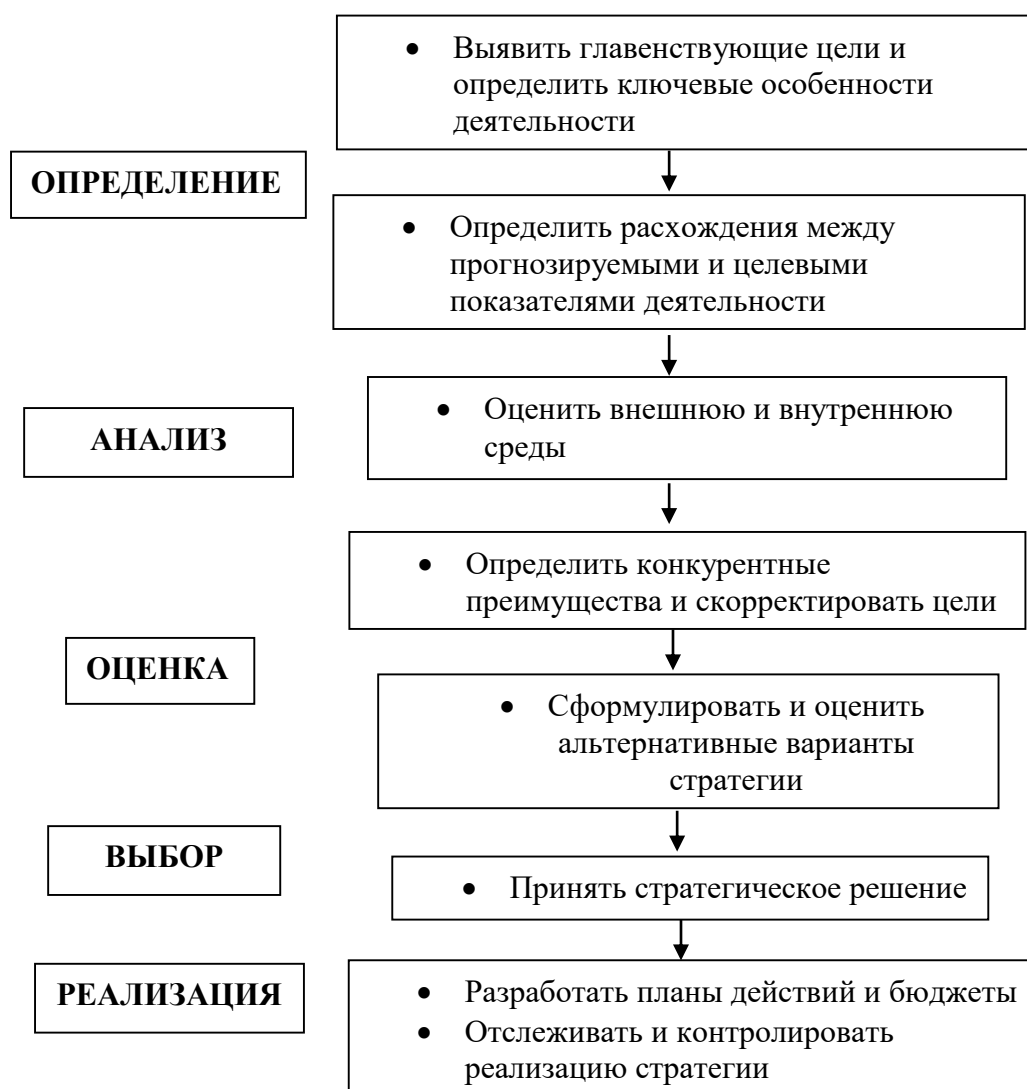 • Выявить главенствующие цели и
определить ключевые особенности
деятельности
ОПРЕДЕЛЕНИЕ
• Определить расхождения между
прогнозируемыми и целевыми
показателями деятельности
АНАЛИЗ
• Оценить внешнюю и внутреннюю
среды
• Определить конкурентные
преимущества и скорректировать цели
ОЦЕНКА
• Сформулировать и оценить
альтернативные варианты
стратегии
ВЫБОР
• Принять стратегическое решение
РЕАЛИЗАЦИЯ
• Разработать планы действий и бюджеты
• Отслеживать и контролировать
реализацию стратегии